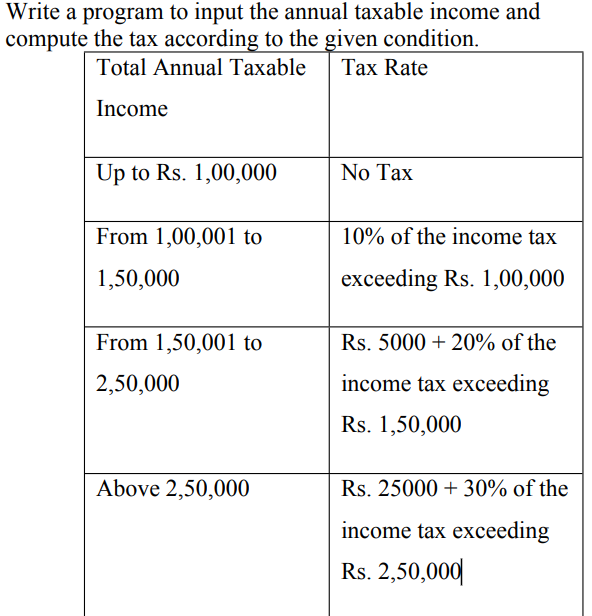 Write a program to input the annual taxable income and
compute the tax according to the given condition.
Total Annual Taxable
Income
Tax Rate
Up to Rs. 1,00,000
No Tax
From 1,00,001 to
1,50,000
10% of the income tax
exceeding Rs. 1,00,000
From 1,50,001 to
2,50,000
Rs. 5000 + 20% of the
income tax exceeding
Rs. 1,50,000
Above 2,50,000
Rs. 25000 + 30% of the
income tax exceeding
Rs. 2,50,000